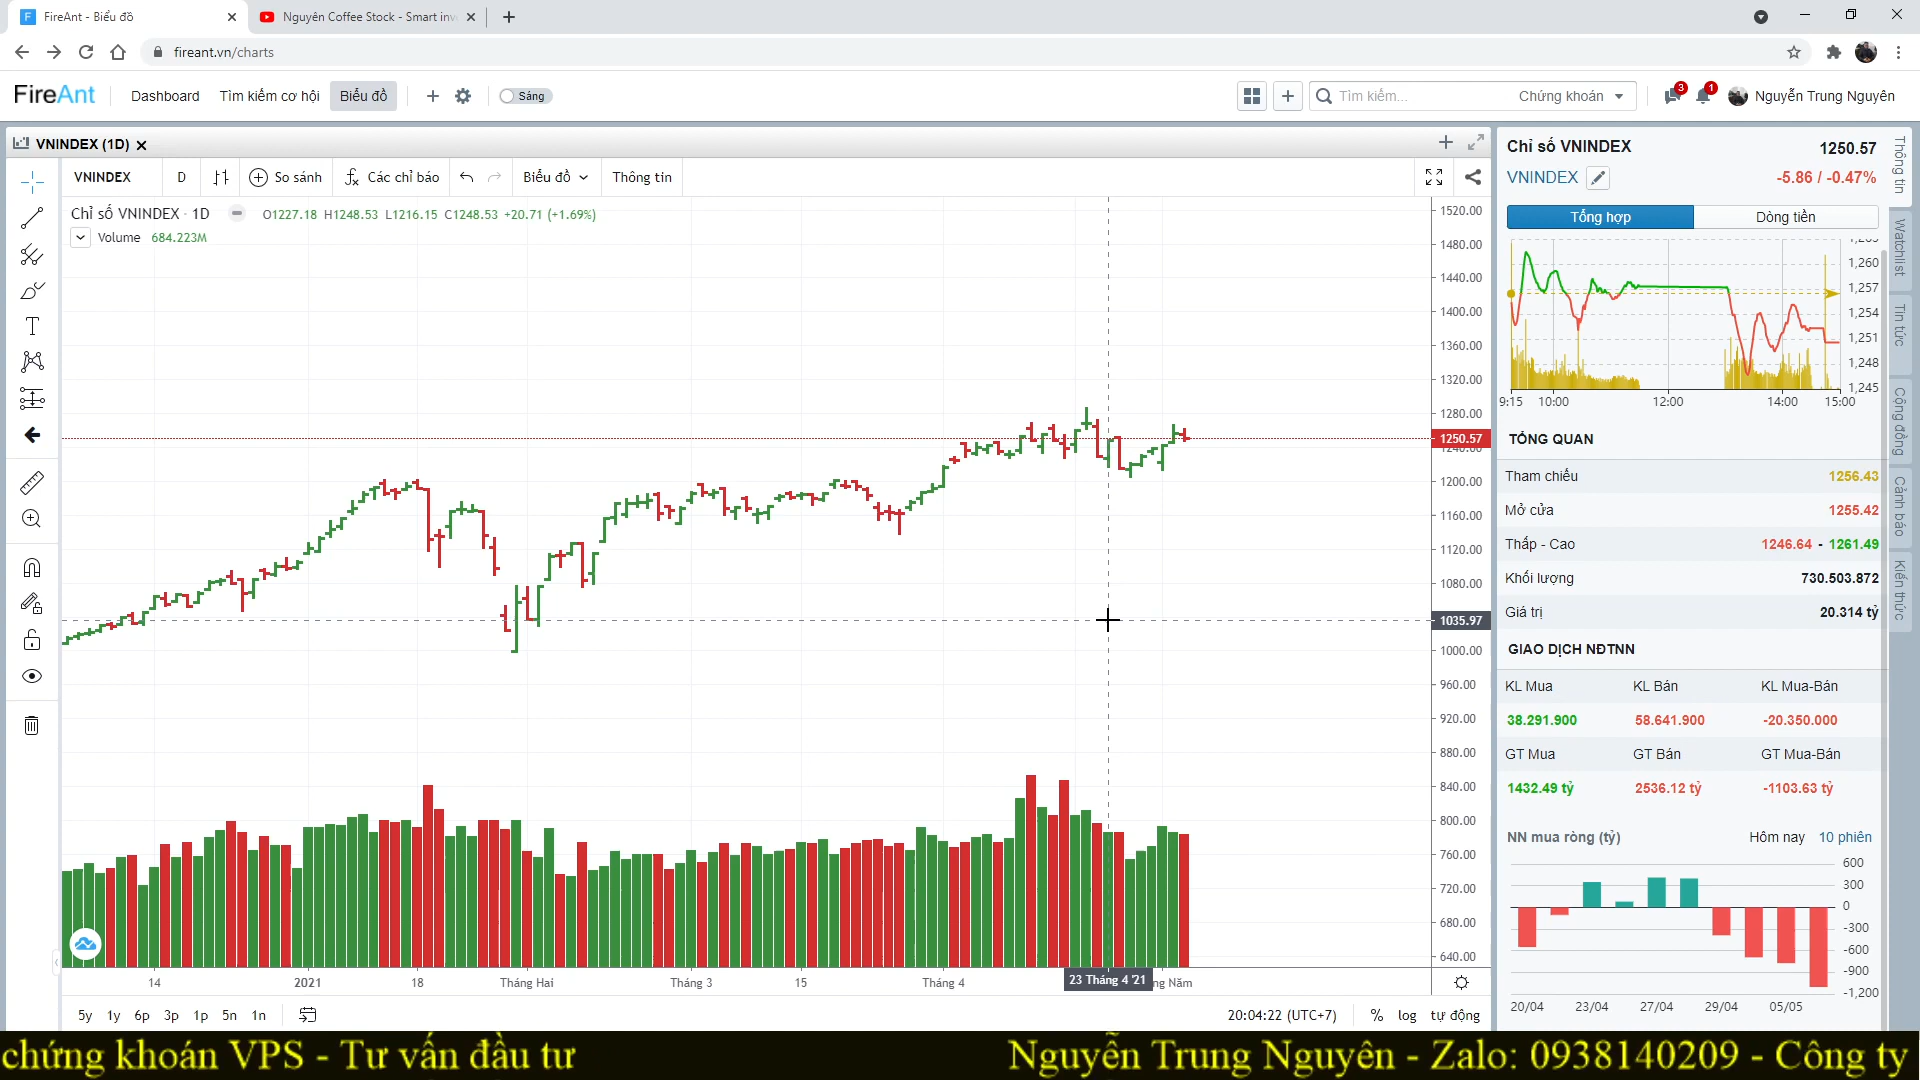 FireAnt - Biểu đồ
Nguyên Coffee Stock - Smart inv
fireant.vn/charts
FireAnt
Dashboard
Tìm kiếm cơ hội
Biểu đồ
Sáng
Tìm kiếm...
Chứng khoán
3
1
Nguyễn Trung Nguyên
VNINDEX (1D)
VNINDEX
D
So sánh
Các chỉ báo
Biểu đồ
Thông tin
Chỉ số VNINDEX · 1D
O1227.18 H1248.53 L1216.15 C1248.53 +20.71 (+1.69%)
Volume 684.223M
1520.00
1480.00
1440.00
1400.00
1360.00
1320.00
1280.00
1250.57
1240.00
1200.00
1160.00
1120.00
1080.00
1035.97
1000.00
960.00
920.00
880.00
840.00
800.00
760.00
720.00
680.00
640.00
14
2021
18
Tháng Hai
Tháng 3
15
Tháng 4
23 Tháng 4 '21
ng Năm
5y 1y 6p 3p 1p 5n 1n
20:04:22 (UTC+7)
% log tự động
Chỉ số VNINDEX
1250.57
VNINDEX
-5.86 / -0.47%
Tổng hợp
Dòng tiền
1,260
1,257
1,254
1,251
1,248
1,245
9:15 10:00 12:00 14:00 15:00
TỔNG QUAN
Tham chiếu 1256.43
Mở cửa 1255.42
Thấp - Cao 1246.64 - 1261.49
Khối lượng 730.503.872
Giá trị 20.314 tỷ
GIAO DỊCH NĐTNN
KL Mua KL Bán KL Mua-Bán
38.291.900 58.641.900 -20.350.000
GT Mua GT Bán GT Mua-Bán
1432.49 tỷ 2536.12 tỷ -1103.63 tỷ
NN mua ròng (tỷ) Hôm nay 10 phiên
600
300
0
-300
-600
-900
-1,200
20/04 23/04 27/04 29/04 05/05
Thông tin
Watchlist
Tin tức
Cộng đồng
Cảnh báo
Kiến thức
chứng khoán VPS - Tư vấn đầu tư
Nguyễn Trung Nguyên - Zalo: 0938140209 - Công ty